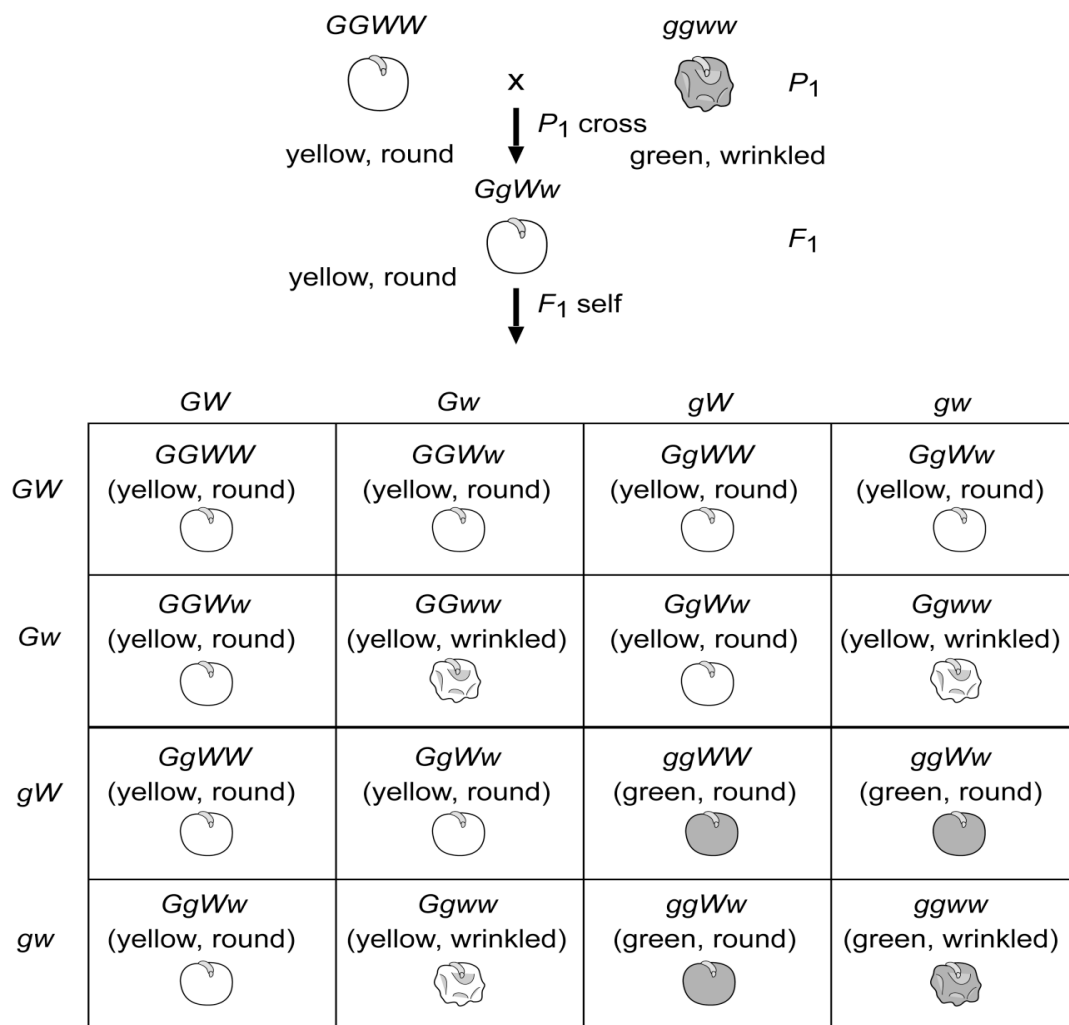 GGWW ggww
x P1
P1 cross
yellow, round green, wrinkled
GgWw
F1
yellow, round
F1 self
GW Gw gW gw
GGWW GGWw GgWW GgWw
GW (yellow, round) (yellow, round) (yellow, round) (yellow, round)
GGWw GGww GgWw Ggww
Gw (yellow, round) (yellow, wrinkled) (yellow, round) (yellow, wrinkled)
GgWW GgWw ggWW ggWw
gW (yellow, round) (yellow, round) (green, round) (green, round)
GgWw Ggww ggWw ggww
gw (yellow, round) (yellow, wrinkled) (green, round) (green, wrinkled)